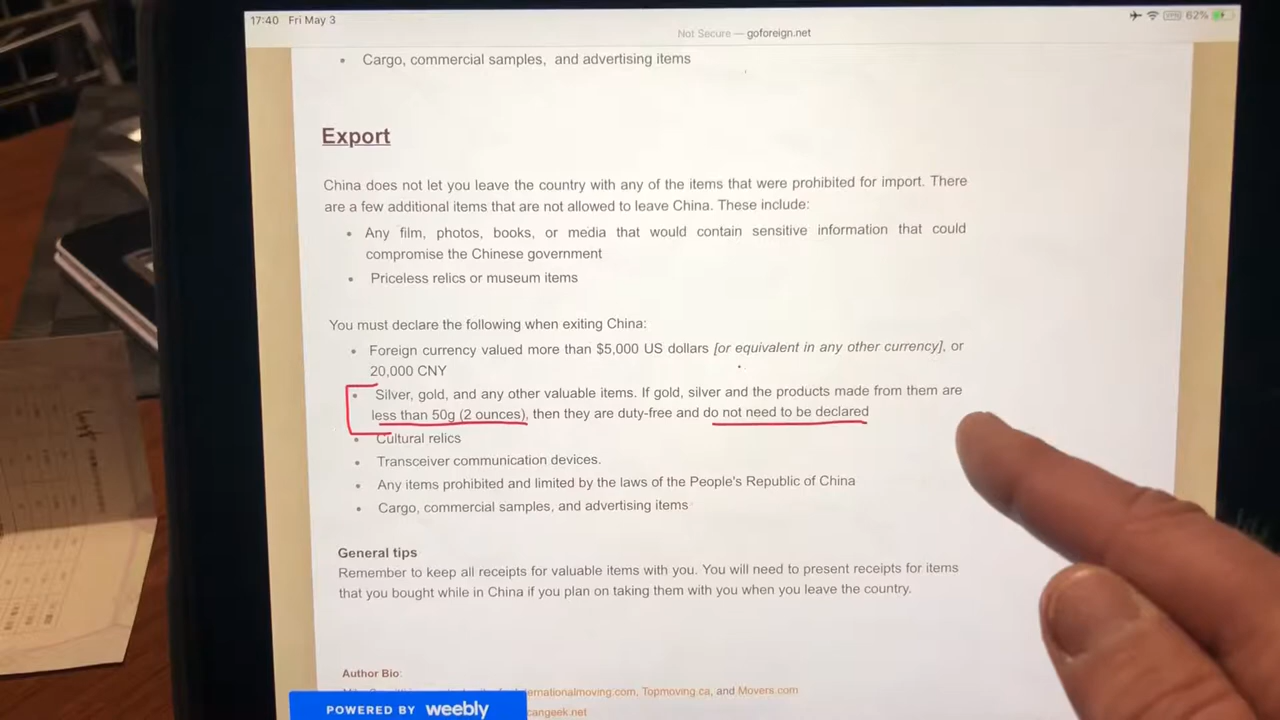 17:40 Fri May 3
VPN 62%
Not Secure — goforeign.net
• Cargo, commercial samples, and advertising items
Export
China does not let you leave the country with any of the items that were prohibited for import. There
are a few additional items that are not allowed to leave China. These include:
• Any film, photos, books, or media that would contain sensitive information that could
compromise the Chinese government
• Priceless relics or museum items
You must declare the following when exiting China:
• Foreign currency valued more than $5,000 US dollars [or equivalent in any other currency], or
20,000 CNY
• Silver, gold, and any other valuable items. If gold, silver and the products made from them are
less than 50g (2 ounces), then they are duty-free and do not need to be declared
• Cultural relics
• Transceiver communication devices.
• Any items prohibited and limited by the laws of the People's Republic of China
• Cargo, commercial samples, and advertising items
General tips
Remember to keep all receipts for valuable items with you. You will need to present receipts for items
that you bought while in China if you plan on taking them with you when you leave the country.
Author Bio:
ernationalmoving.com, Topmoving.ca, and Movers.com
cangeek.net
POWERED BY weebly